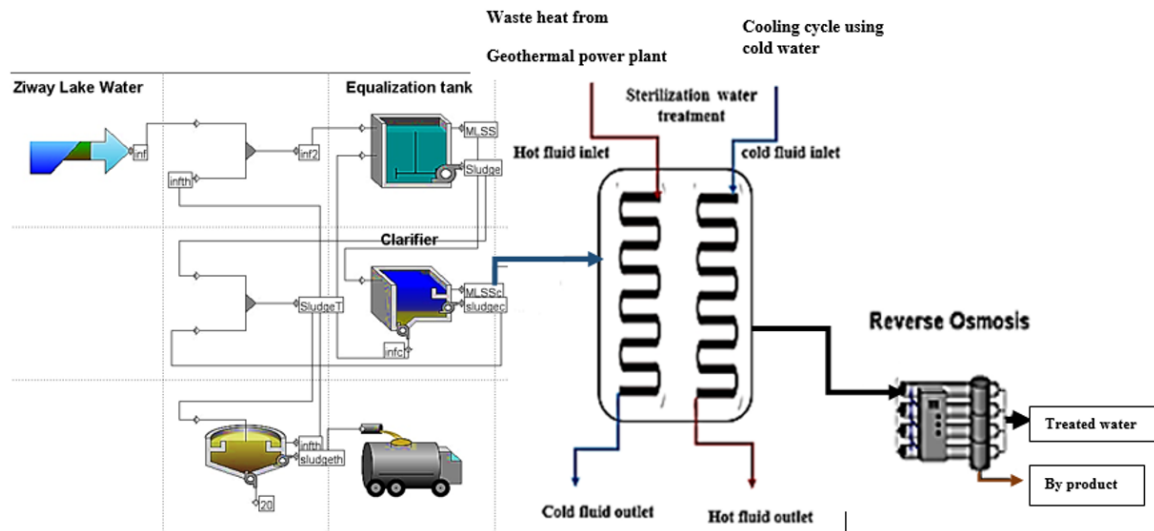 Waste heat from
Geothermal power plant
Cooling cycle using
cold water
Ziway Lake Water
Equalization tank
Sterilization water
treatment
Hot fluid inlet
cold fluid inlet
inf
inf2
MLSS
Sludge
infth
Clarifier
SludgeT
MLSSc
sludgec
infc
Reverse Osmosis
infth
sludgeth
20
Treated water
By product
Cold fluid outlet
Hot fluid outlet